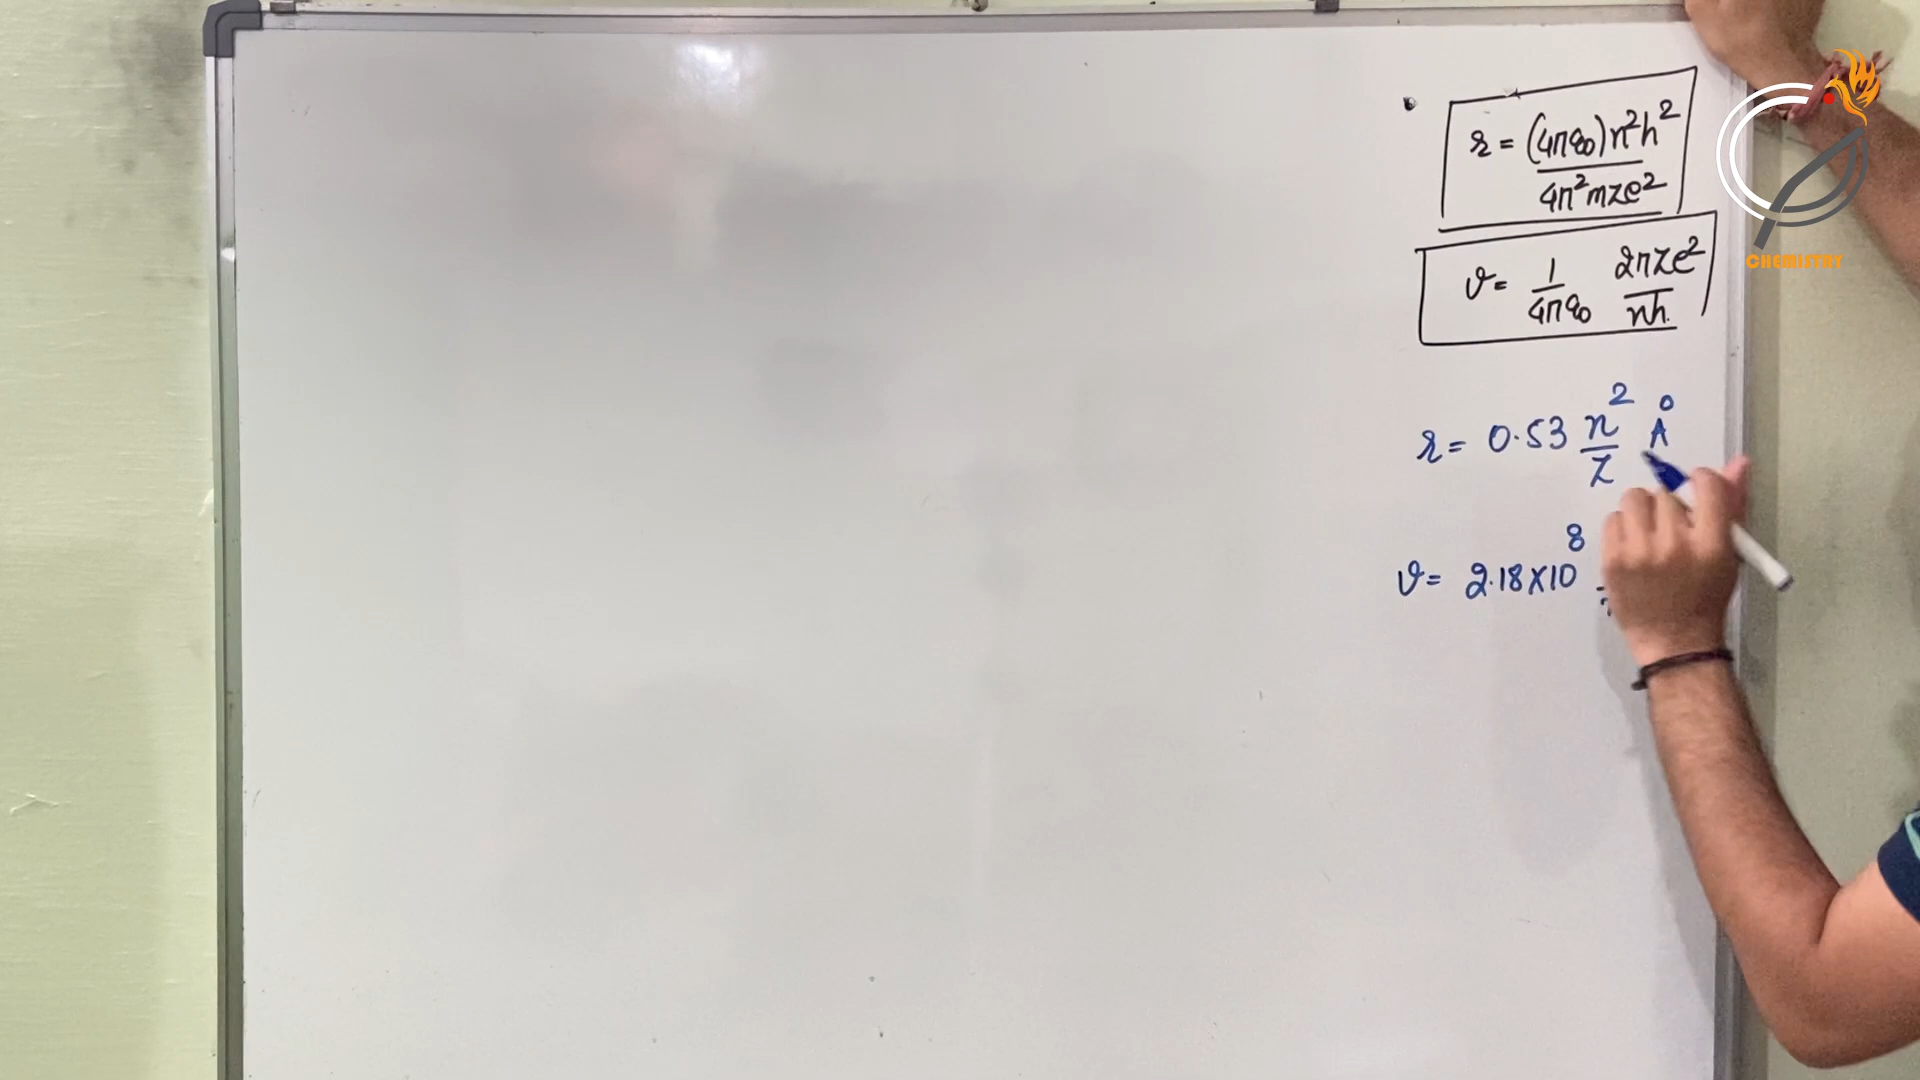 r = (4πε0)n²h² / 4π²mze²
v = 1/4πε0 2πze²/nh
r = 0.53 n²/z Å
v = 2.18×10⁸
CHEMISTRY